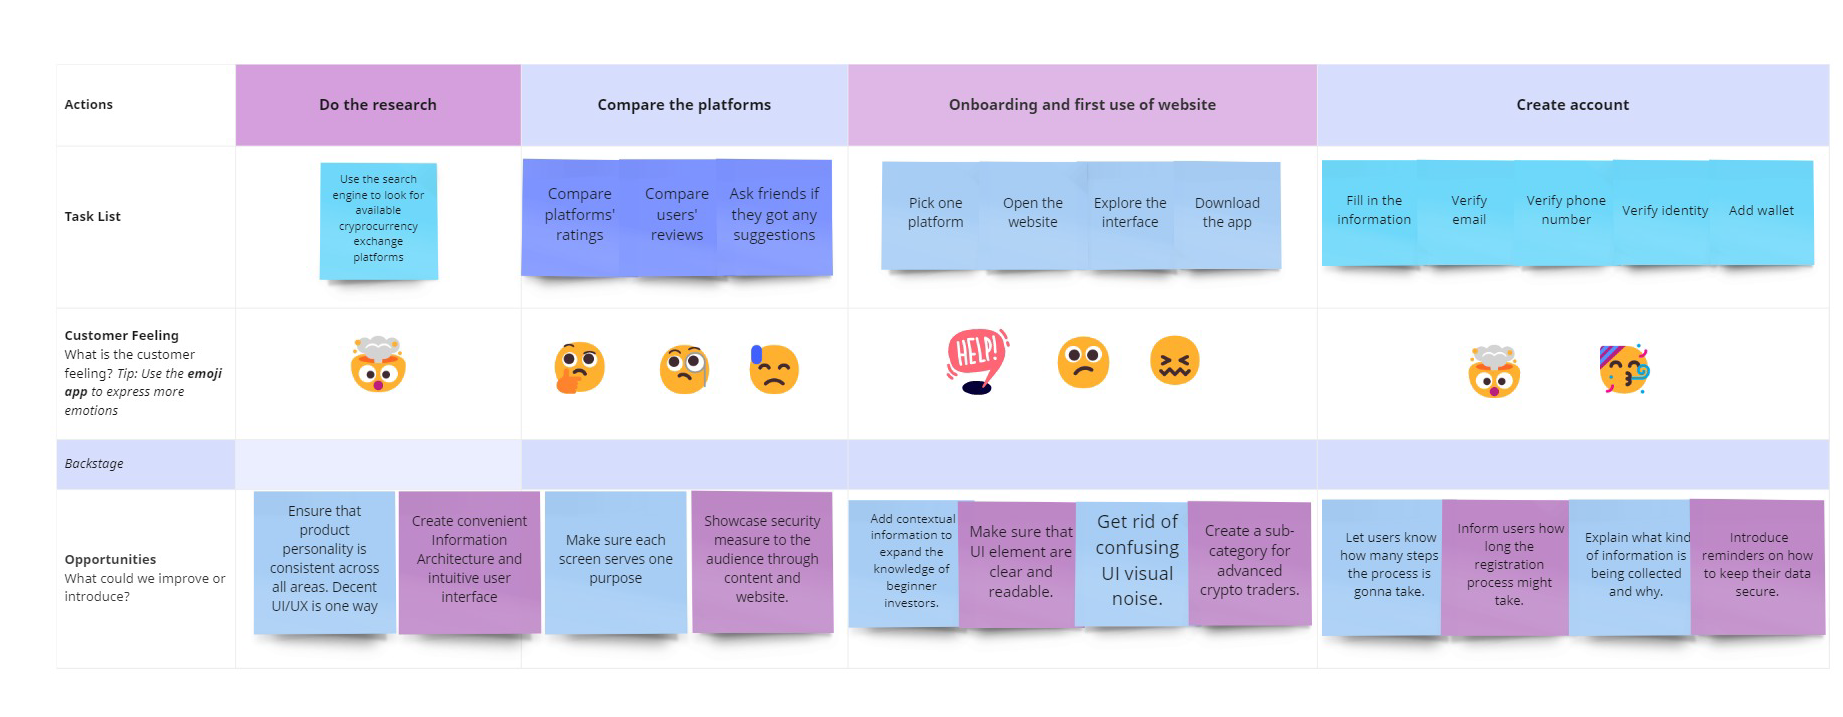 Actions
Do the research
Compare the platforms
Onboarding and first use of website
Create account
Task List
Use the search
engine to look for
available
cryprocurrency
exchange
platforms
Compare
platforms'
ratings
Compare
users'
reviews
Ask friends if
they got any
suggestions
Pick one
platform
Open the
website
Explore the
interface
Download
the app
Fill in the
information
Verify
email
Verify phone
number
Verify identity
Add wallet
Customer Feeling
What is the customer
feeling? Tip: Use the emoji
app to express more
emotions
HELP!
Backstage
Opportunities
What could we improve or
introduce?
Ensure that
product
personality is
consistent across
all areas. Decent
UI/UX is one way
Create convenient
Information
Architecture and
intuitive user
interface
Make sure each
screen serves one
purpose
Showcase security
measure to the
audience through
content and
website.
Add contextual
information to
expand the
knowledge of
beginner
investors.
Make sure that
UI element are
clear and
readable.
Get rid of
confusing
UI visual
noise.
Create a sub-
category for
advanced
crypto traders.
Let users know
how many steps
the process is
gonna take.
Inform users how
long the
registration
process might
take.
Explain what kind
of information is
being collected
and why.
Introduce
reminders on how
to keep their data
secure.